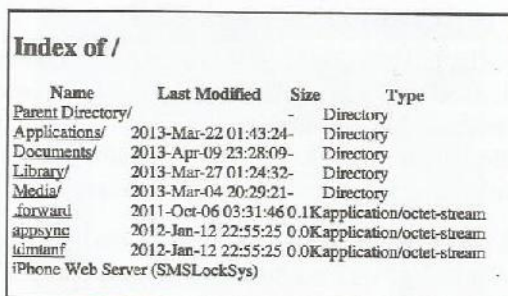 Index of /
Name Last Modified Size Type
Parent Directory/ - Directory
Applications/ 2013-Mar-22 01:43:24- Directory
Documents/ 2013-Apr-09 23:28:09- Directory
Library/ 2013-Mar-27 01:24:32- Directory
Media/ 2013-Mar-04 20:29:21- Directory
.forward 2011-Oct-06 03:31:46 0.1Kapplication/octet-stream
appsync 2012-Jan-12 22:55:25 0.0Kapplication/octet-stream
2012-Jan-12 22:55:25 0.0Kapplication/octet-stream
iPhone Web Server (SMSLockSys)